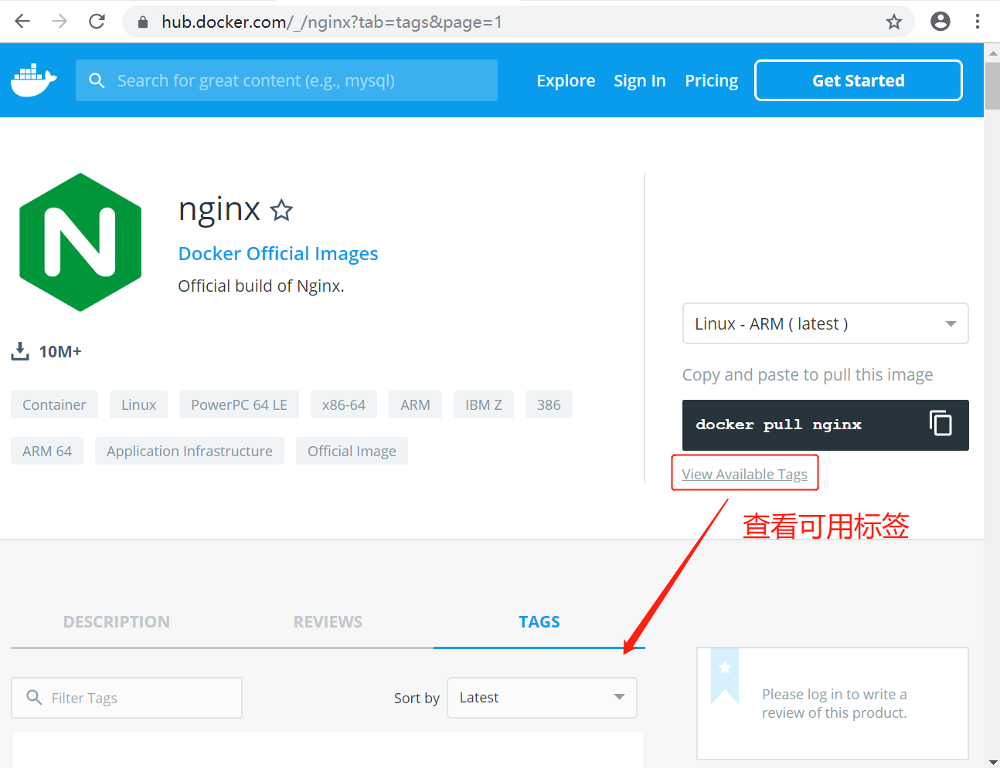 hub.docker.com/_/nginx?tab=tags&page=1
Search for great content (e.g., mysql)
Explore
Sign In
Pricing
Get Started
N
nginx
Docker Official Images
Official build of Nginx.
10M+
Container
Linux
PowerPC 64 LE
x86-64
ARM
IBM Z
386
ARM 64
Application Infrastructure
Official Image
Linux - ARM ( latest )
Copy and paste to pull this image
docker pull nginx
View Available Tags
查看可用标签
DESCRIPTION
REVIEWS
TAGS
Filter Tags
Sort by
Latest
Please log in to write a
review of this product.